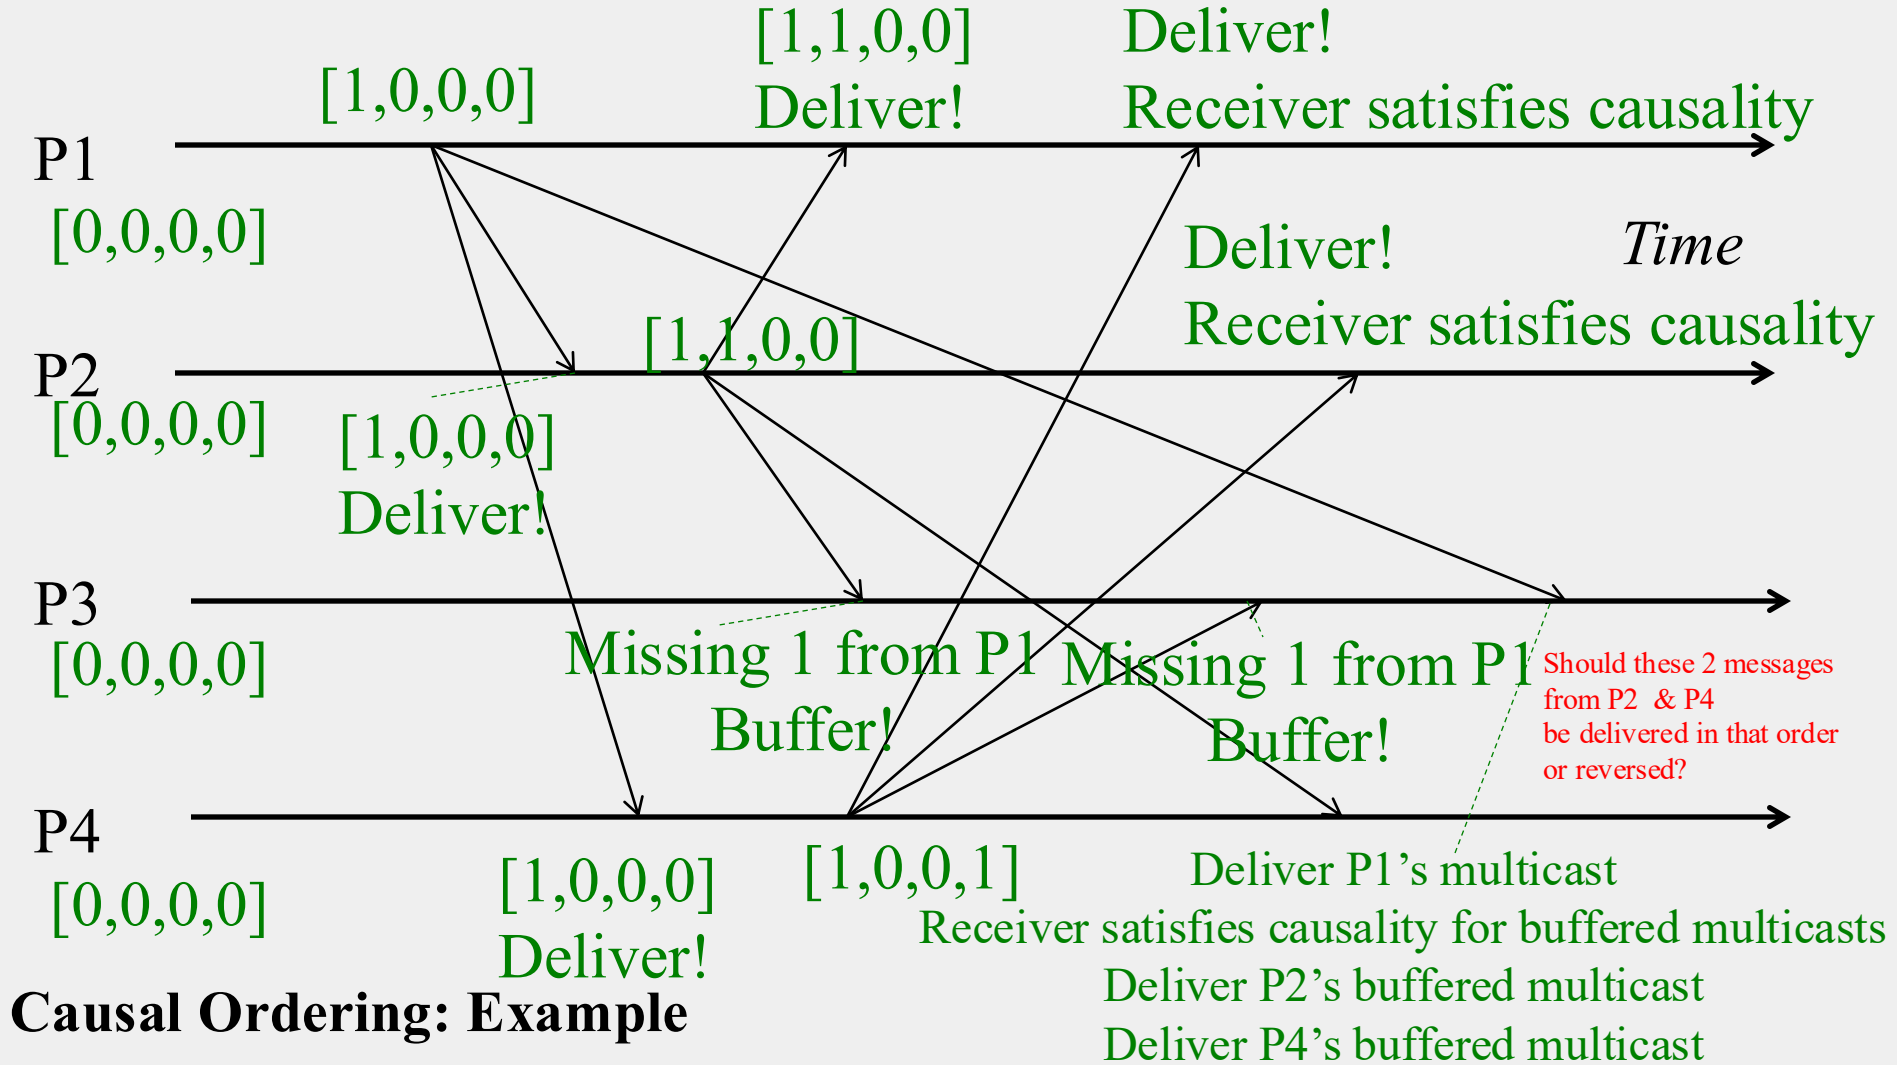 [1,1,0,0]
Deliver!
Deliver!
Receiver satisfies causality
[1,0,0,0]
P1
[0,0,0,0]
Time
Deliver!
Receiver satisfies causality
[1,1,0,0]
P2
[0,0,0,0]
[1,0,0,0]
Deliver!
P3
[0,0,0,0]
Missing 1 from P1
Buffer!
Missing 1 from P1
Buffer!
Should these 2 messages
from P2 & P4
be delivered in that order
or reversed?
P4
[0,0,0,0]
[1,0,0,0]
Deliver!
[1,0,0,1]
Deliver P1’s multicast
Receiver satisfies causality for buffered multicasts
Deliver P2’s buffered multicast
Deliver P4’s buffered multicast
Causal Ordering: Example